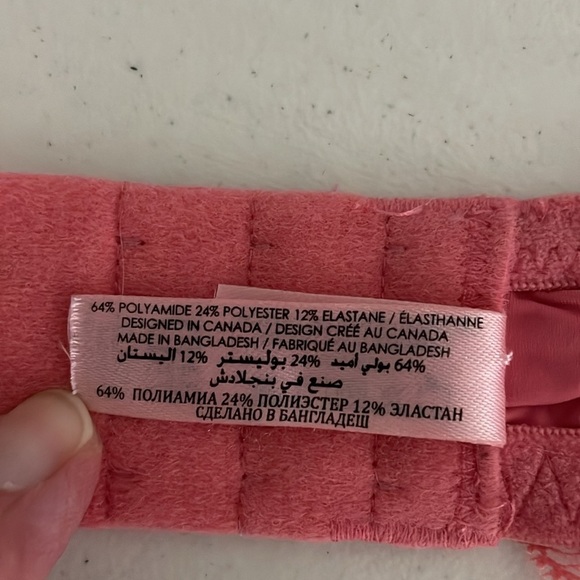 64% POLYAMIDE 24% POLYESTER 12% ELASTANE / ÉLASTHANNE
DESIGNED IN CANADA / DESIGN CRÉÉ AU CANADA
MADE IN BANGLADESH / FABRIQUÉ AU BANGLADESH
64% بولي أميد 24% بوليستر 12% اليستان
صنع في بنجلادش
64% ПОЛИАМИА 24% ПОЛИЭСТЕР 12% ЭЛАСТАН
СДЕЛАНО В БАНГЛАДЕШ